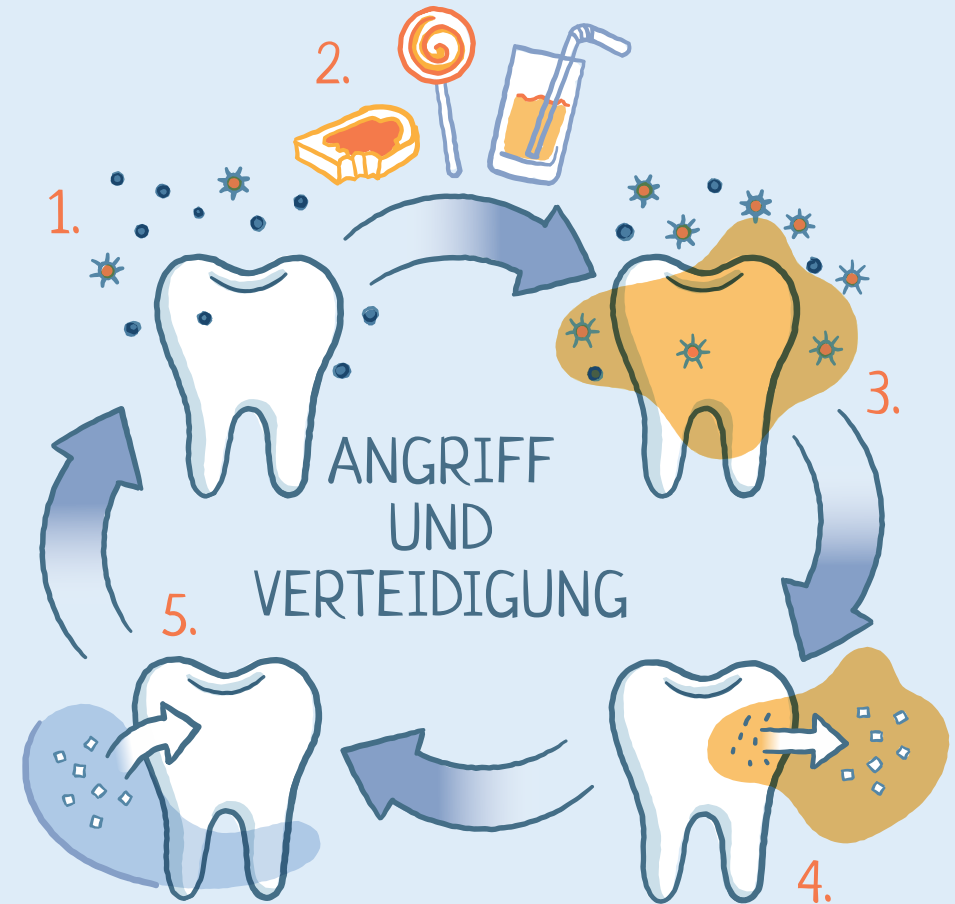 1.
2.
3.
ANGRIFF
UND
VERTEIDIGUNG
4.
5.